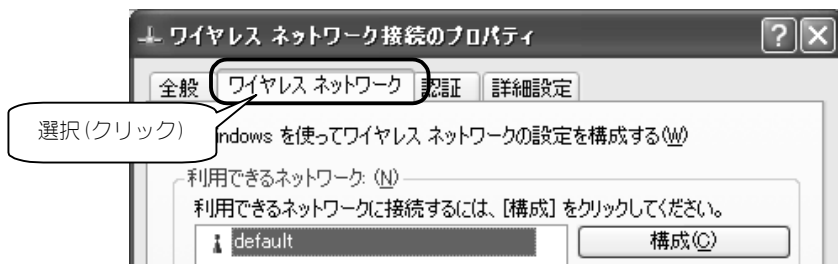 ワイヤレス ネットワーク接続のプロパティ
全般 ワイヤレス ネットワーク 認証 詳細設定
選択(クリック)
ndows を使ってワイヤレス ネットワークの設定を構成する(W)
利用できるネットワーク: (N)
利用できるネットワークに接続するには、[構成] をクリックしてください。
default 構成(C)